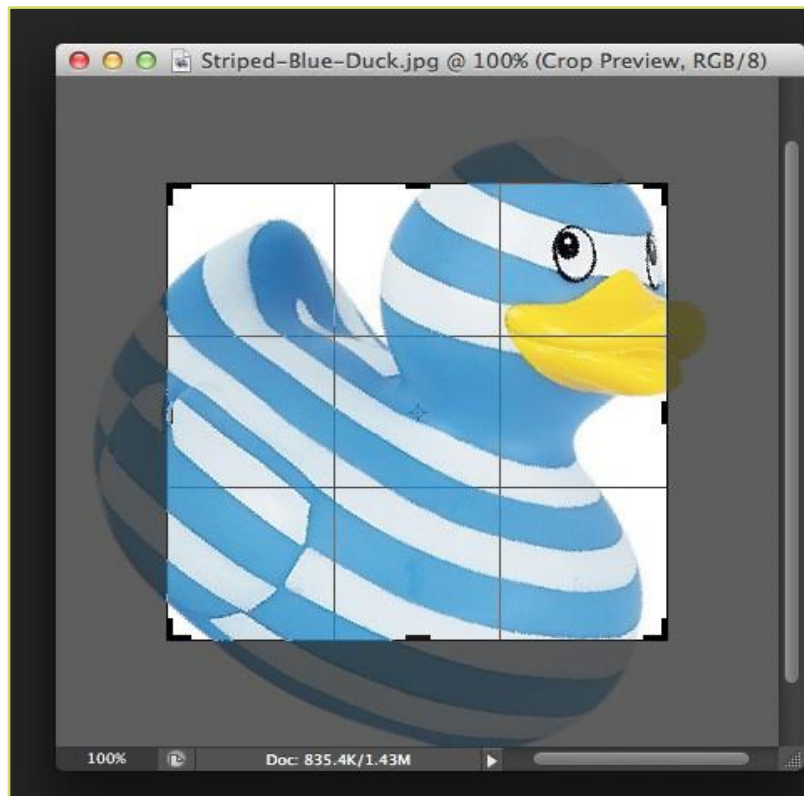 Striped-Blue-Duck.jpg @ 100% (Crop Preview, RGB/8)
100% Doc: 835.4K/1.43M